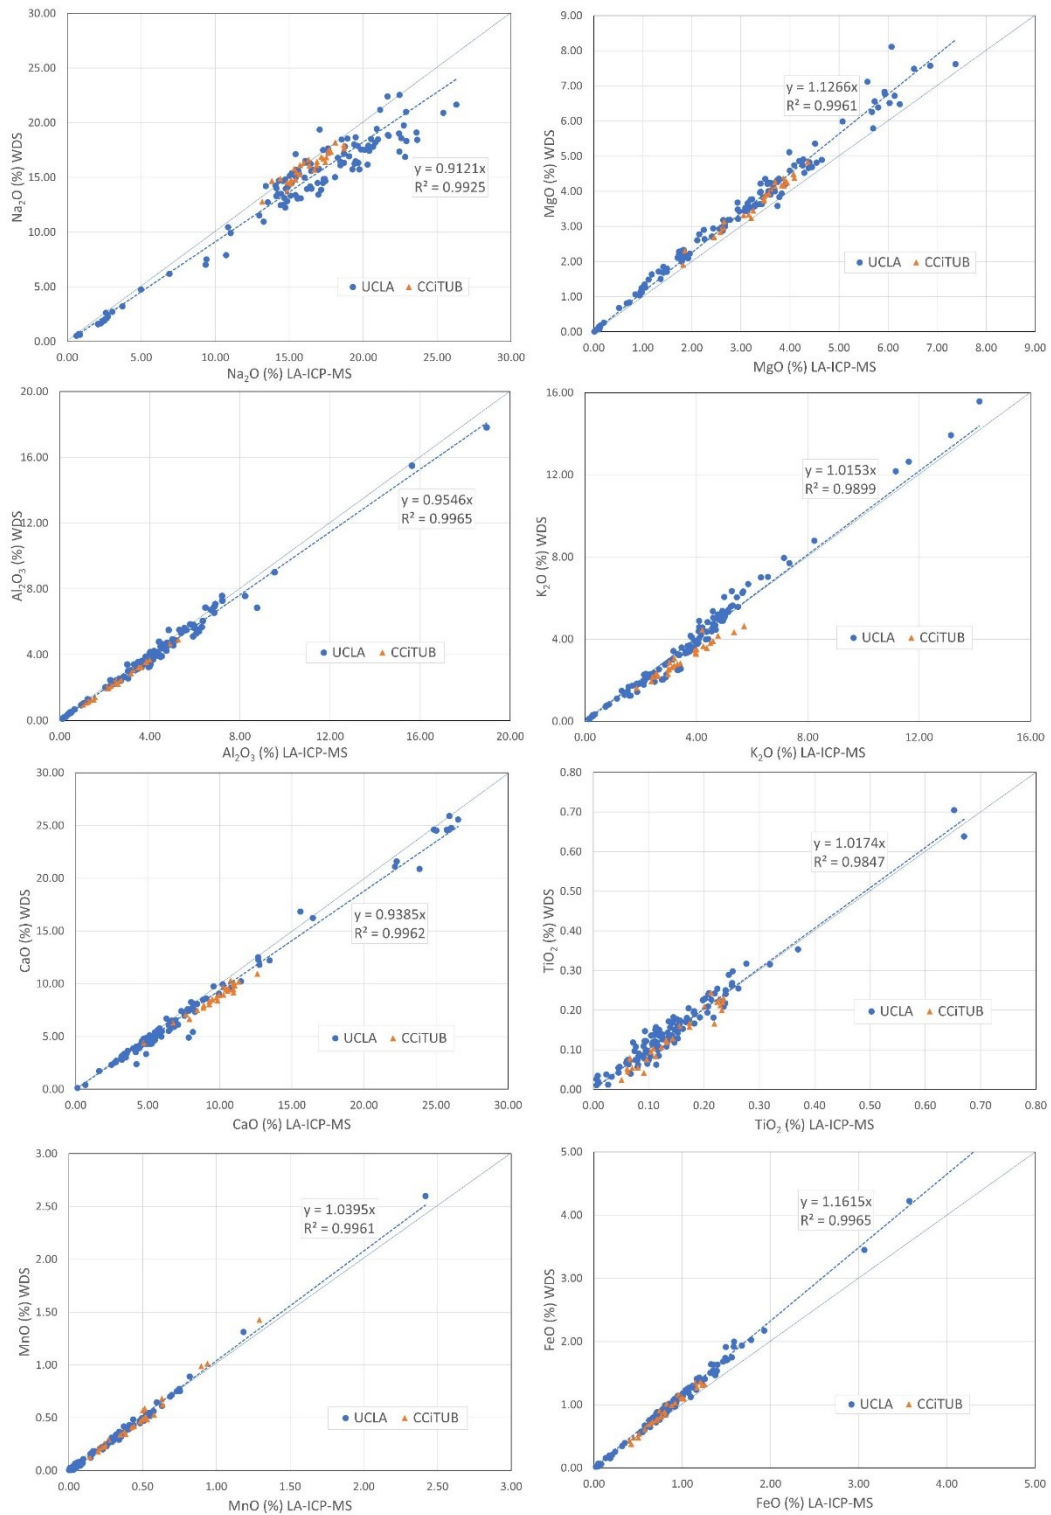 30.00
25.00
20.00
15.00
10.00
5.00
0.00
Na₂O (%) WDS
y = 0.9121x
R² = 0.9925
UCLA CCiTUB
0.00 5.00 10.00 15.00 20.00 25.00 30.00
Na₂O (%) LA-ICP-MS
9.00
8.00
7.00
6.00
5.00
4.00
3.00
2.00
1.00
0.00
MgO (%) WDS
y = 1.1266x
R² = 0.9961
UCLA CCiTUB
0.00 1.00 2.00 3.00 4.00 5.00 6.00 7.00 8.00 9.00
MgO (%) LA-ICP-MS
20.00
16.00
12.00
8.00
4.00
0.00
Al₂O₃ (%) WDS
y = 0.9546x
R² = 0.9965
UCLA CCiTUB
0.00 4.00 8.00 12.00 16.00 20.00
Al₂O₃ (%) LA-ICP-MS
16.00
12.00
8.00
4.00
0.00
K₂O (%) WDS
y = 1.0153x
R² = 0.9899
UCLA CCiTUB
0.00 4.00 8.00 12.00 16.00
K₂O (%) LA-ICP-MS
30.00
25.00
20.00
15.00
10.00
5.00
0.00
CaO (%) WDS
y = 0.9385x
R² = 0.9962
UCLA CCiTUB
0.00 5.00 10.00 15.00 20.00 25.00 30.00
CaO (%) LA-ICP-MS
0.80
0.70
0.60
0.50
0.40
0.30
0.20
0.10
0.00
TiO₂ (%) WDS
y = 1.0174x
R² = 0.9847
UCLA CCiTUB
0.00 0.10 0.20 0.30 0.40 0.50 0.60 0.70 0.80
TiO₂ (%) LA-ICP-MS
3.00
2.50
2.00
1.50
1.00
0.50
0.00
MnO (%) WDS
y = 1.0395x
R² = 0.9961
UCLA CCiTUB
0.00 0.50 1.00 1.50 2.00 2.50 3.00
MnO (%) LA-ICP-MS
5.00
4.00
3.00
2.00
1.00
0.00
FeO (%) WDS
y = 1.1615x
R² = 0.9965
UCLA CCiTUB
0.00 1.00 2.00 3.00 4.00 5.00
FeO (%) LA-ICP-MS